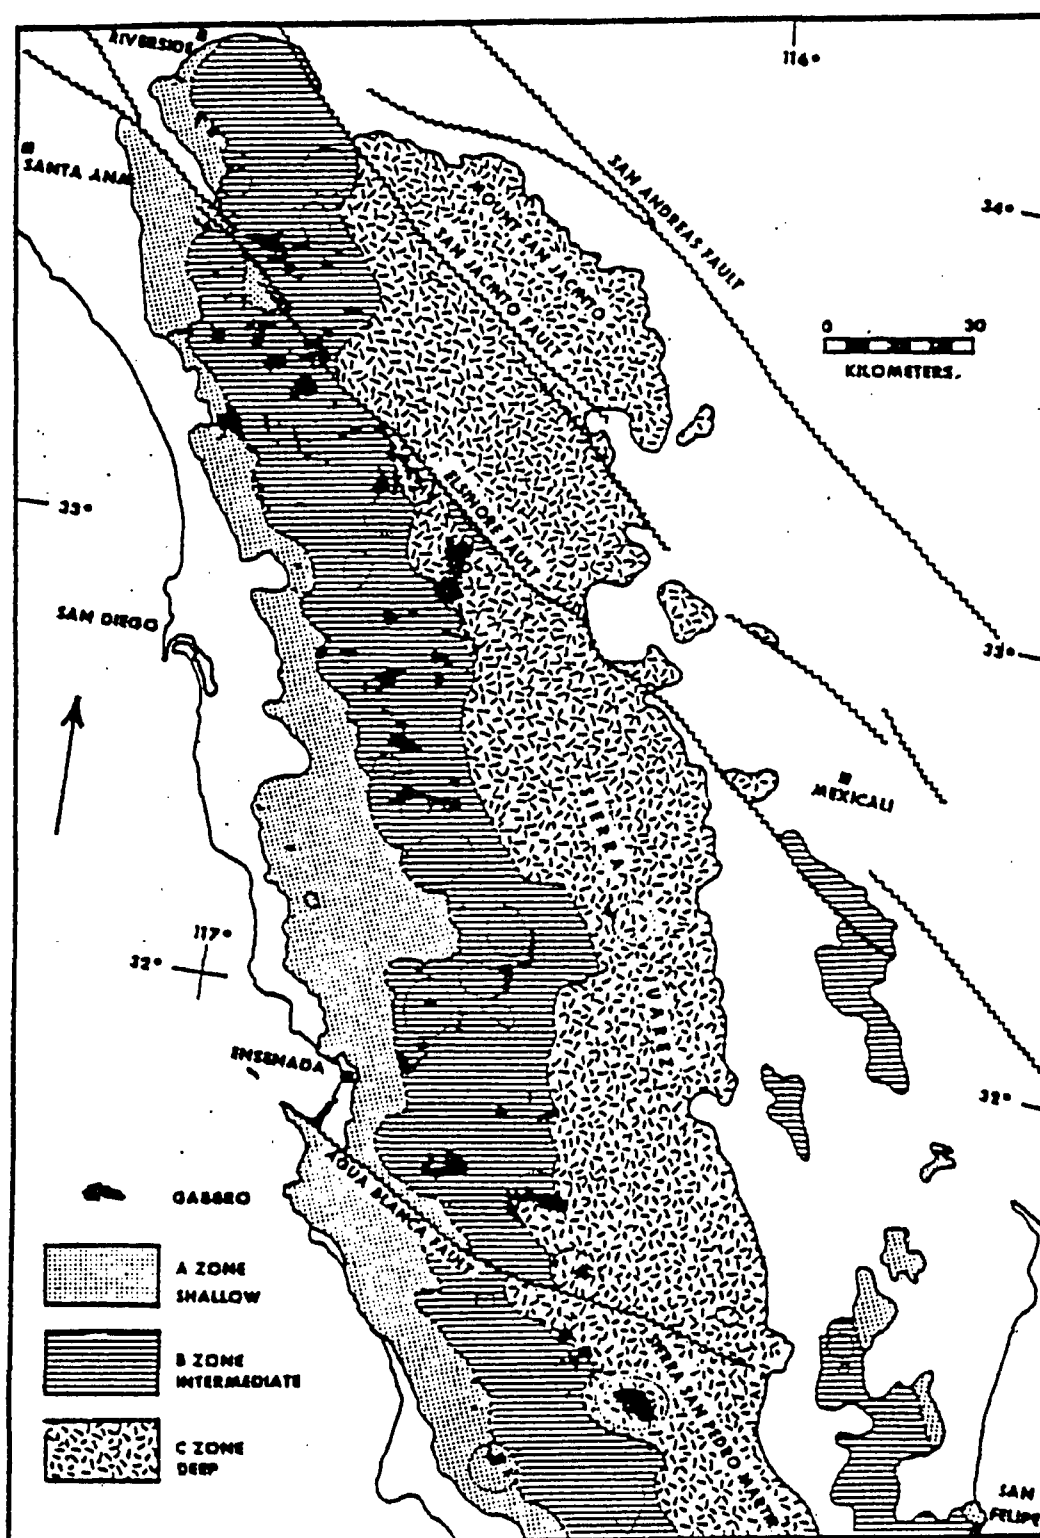 RIVERSIDE
116°
SANTA ANA
SAN ANDREAS FAULT
34°
MOUNT SAN JACINTO
SAN JACINTO FAULT
0 30
KILOMETERS.
33°
ELSINORE FAULT
SAN DIEGO
33°
MEXICALI
SIERRA JUAREZ
117°
32°
ENSENADA
32°
AGUA BLANCA FAULT
GABBRO
A ZONE
SHALLOW
B ZONE
INTERMEDIATE
C ZONE
DEEP
SIERRA SAN PEDRO MARTIR
SAN
FELIPE